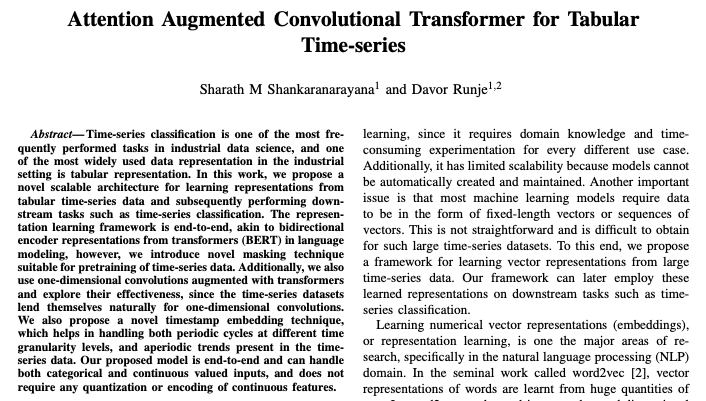 Attention Augmented Convolutional Transformer for Tabular
Time-series
Sharath M Shankaranarayana1 and Davor Runje1,2
Abstract—Time-series classification is one of the most fre-
quently performed tasks in industrial data science, and one
of the most widely used data representation in the industrial
setting is tabular representation. In this work, we propose a
novel scalable architecture for learning representations from
tabular time-series data and subsequently performing down-
stream tasks such as time-series classification. The represen-
tation learning framework is end-to-end, akin to bidirectional
encoder representations from transformers (BERT) in language
modeling, however, we introduce novel masking technique
suitable for pretraining of time-series data. Additionally, we also
use one-dimensional convolutions augmented with transformers
and explore their effectiveness, since the time-series datasets
lend themselves naturally for one-dimensional convolutions.
We also propose a novel timestamp embedding technique,
which helps in handling both periodic cycles at different time
granularity levels, and aperiodic trends present in the time-
series data. Our proposed model is end-to-end and can handle
both categorical and continuous valued inputs, and does not
require any quantization or encoding of continuous features.
learning, since it requires domain knowledge and time-
consuming experimentation for every different use case.
Additionally, it has limited scalability because models cannot
be automatically created and maintained. Another important
issue is that most machine learning models require data
to be in the form of fixed-length vectors or sequences of
vectors. This is not straightforward and is difficult to obtain
for such large time-series datasets. To this end, we propose
a framework for learning vector representations from large
time-series data. Our framework can later employ these
learned representations on downstream tasks such as time-
series classification.
Learning numerical vector representations (embeddings),
or representation learning, is one the major areas of re-
search, specifically in the natural language processing (NLP)
domain. In the seminal work called word2vec [2], vector
representations of words are learnt from huge quantities of